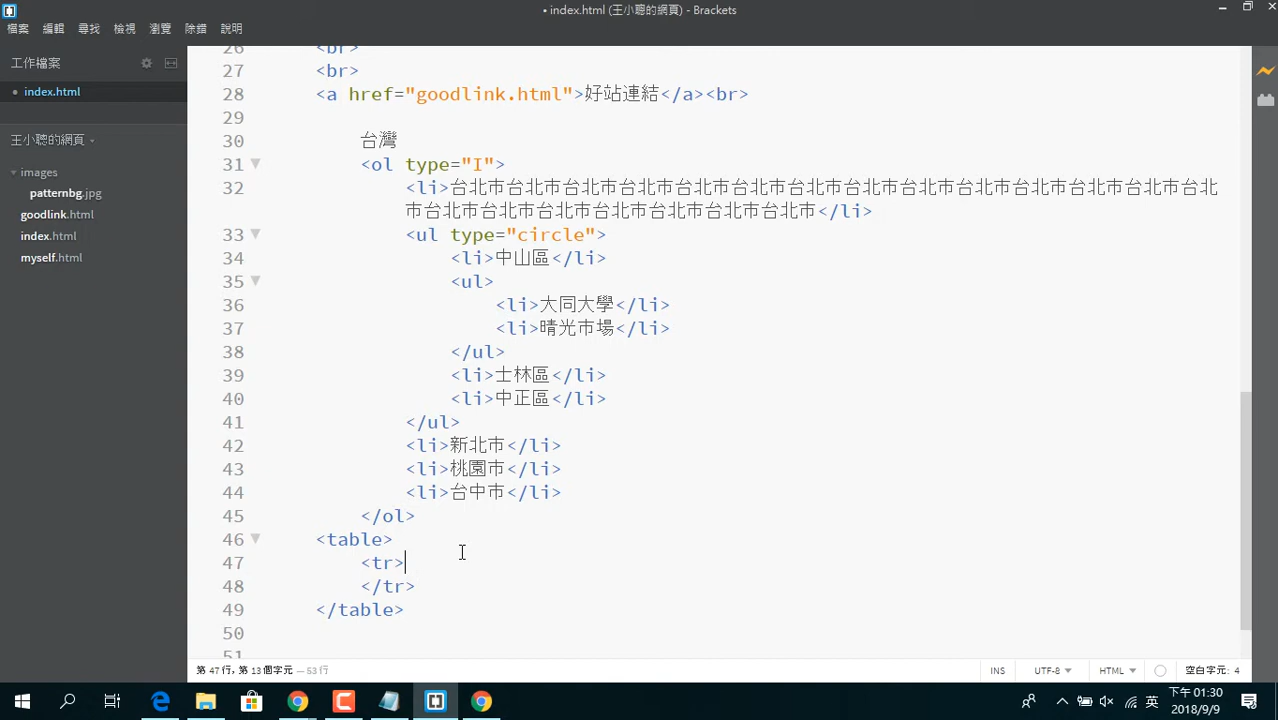 • index.html (王小聰的網頁) - Brackets
檔案 編輯 尋找 檢視 瀏覽 除錯 說明
工作檔案
• index.html
王小聰的網頁
images
patternbg.jpg
goodlink.html
index.html
myself.html
26 <br>
27 <br>
28 <a href="goodlink.html">好站連結</a><br>
29
30 台灣
31 <ol type="I">
32 <li>台北市台北市台北市台北市台北市台北市台北市台北市台北市台北市台北市台北市台北市台北
市台北市台北市台北市台北市台北市台北市台北市</li>
33 <ul type="circle">
34 <li>中山區</li>
35 <ul>
36 <li>大同大學</li>
37 <li>晴光市場</li>
38 </ul>
39 <li>士林區</li>
40 <li>中正區</li>
41 </ul>
42 <li>新北市</li>
43 <li>桃園市</li>
44 <li>台中市</li>
45 </ol>
46 <table>
47 <tr>
48 </tr>
49 </table>
50
51
第 47 行, 第 13 個字元 — 53 行 INS UTF-8 HTML 空白字元: 4
英 下午 01:30
2018/9/9